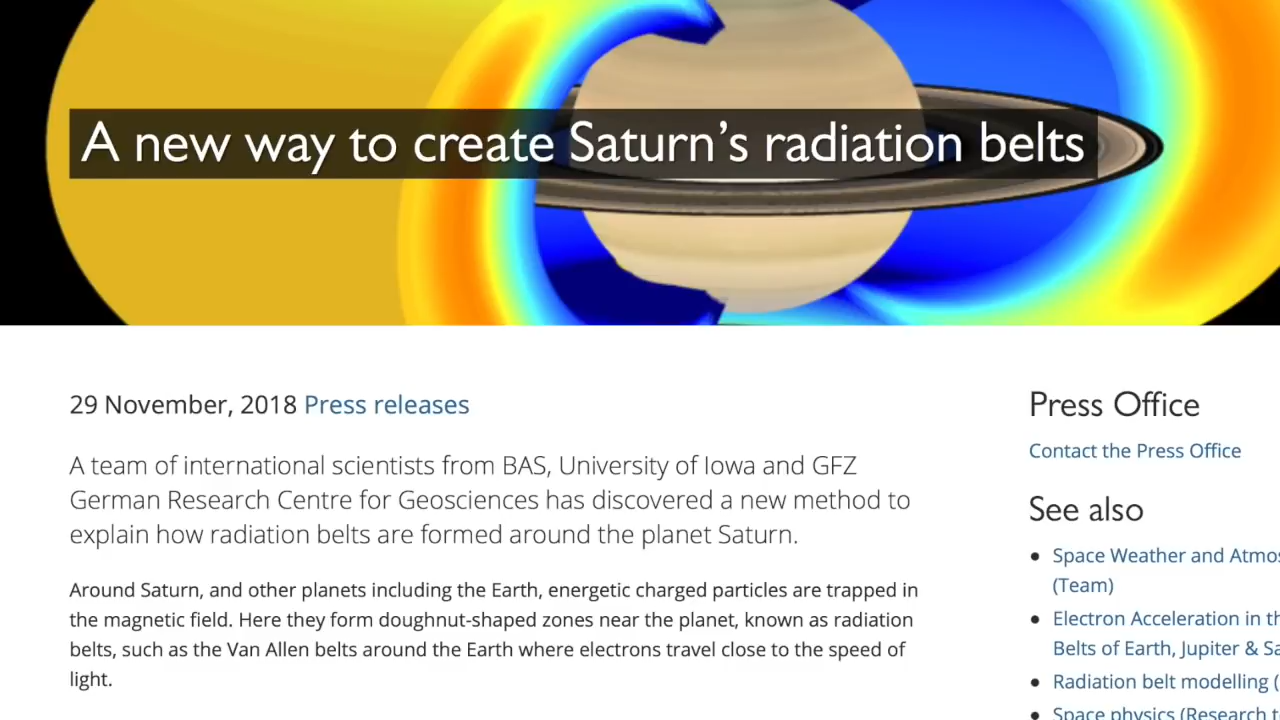 A new way to create Saturn's radiation belts
29 November, 2018 Press releases
A team of international scientists from BAS, University of Iowa and GFZ
German Research Centre for Geosciences has discovered a new method to
explain how radiation belts are formed around the planet Saturn.
Around Saturn, and other planets including the Earth, energetic charged particles are trapped in
the magnetic field. Here they form doughnut-shaped zones near the planet, known as radiation
belts, such as the Van Allen belts around the Earth where electrons travel close to the speed of
light.
Press Office
Contact the Press Office
See also
Space Weather and
(Team)
Electron Acceleration in
Belts of Earth, Jupiter &
Radiation belt modelling (
Space physics (Research